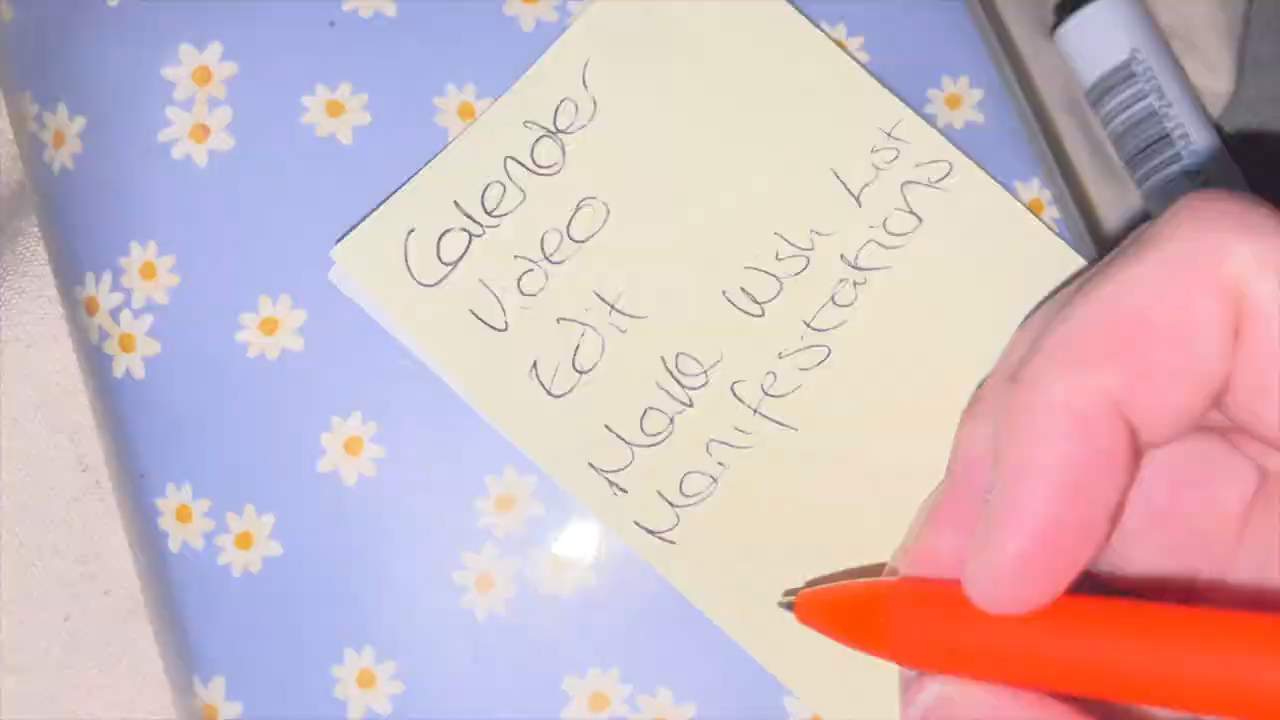 Calender
Video
Edit
Make Wish List
Manifestations